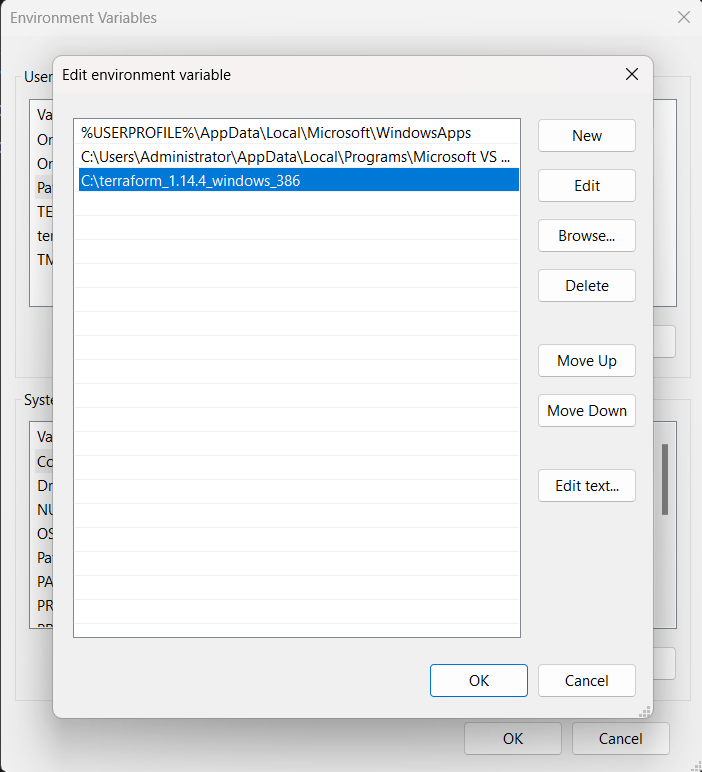 Environment Variables
User
Edit environment variable
Va
On
On
Pa
TE
ter
TM
%USERPROFILE%\AppData\Local\Microsoft\WindowsApps
C:\Users\Administrator\AppData\Local\Programs\Microsoft VS ...
C:\terraform_1.14.4_windows_386
New
Edit
Browse...
Delete
Move Up
Move Down
Edit text...
Syste
Va
Co
Dr
NU
OS
Pa
PA
PR
OK
Cancel
OK
Cancel